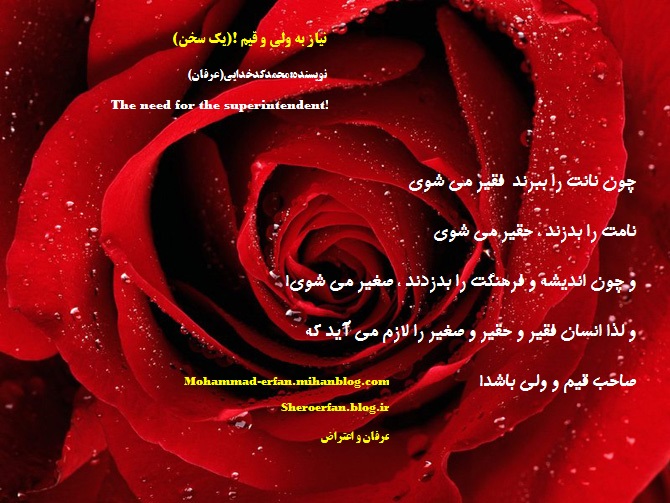 نیاز به ولی و قیم !(یک سخن)
نویسنده:محمدکدخدایی(عرفان)
The need for the superintendent!
چون نانت را ببرند فقیر می شوی
نامت را بدزند ، حقیر می شوی
و چون اندیشه و فرهنگت را بدزدند ، صغیر می شوی!
و لذا انسان فقیر و حقیر و صغیر را لازم می آید که
صاحب قیم و ولی باشد!
Mohammad-erfan.mihanblog.com
Sheroerfan.blog.ir
عرفان و اعتراض